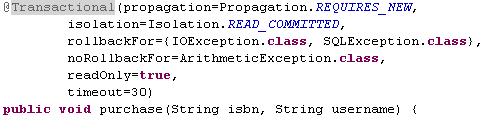 @Transactional(propagation=Propagation.REQUIRES_NEW,
isolation=Isolation.READ_COMMITTED,
rollbackFor={IOException.class, SQLException.class},
noRollbackFor=ArithmeticException.class,
readOnly=true,
timeout=30)
public void purchase(String isbn, String username) {